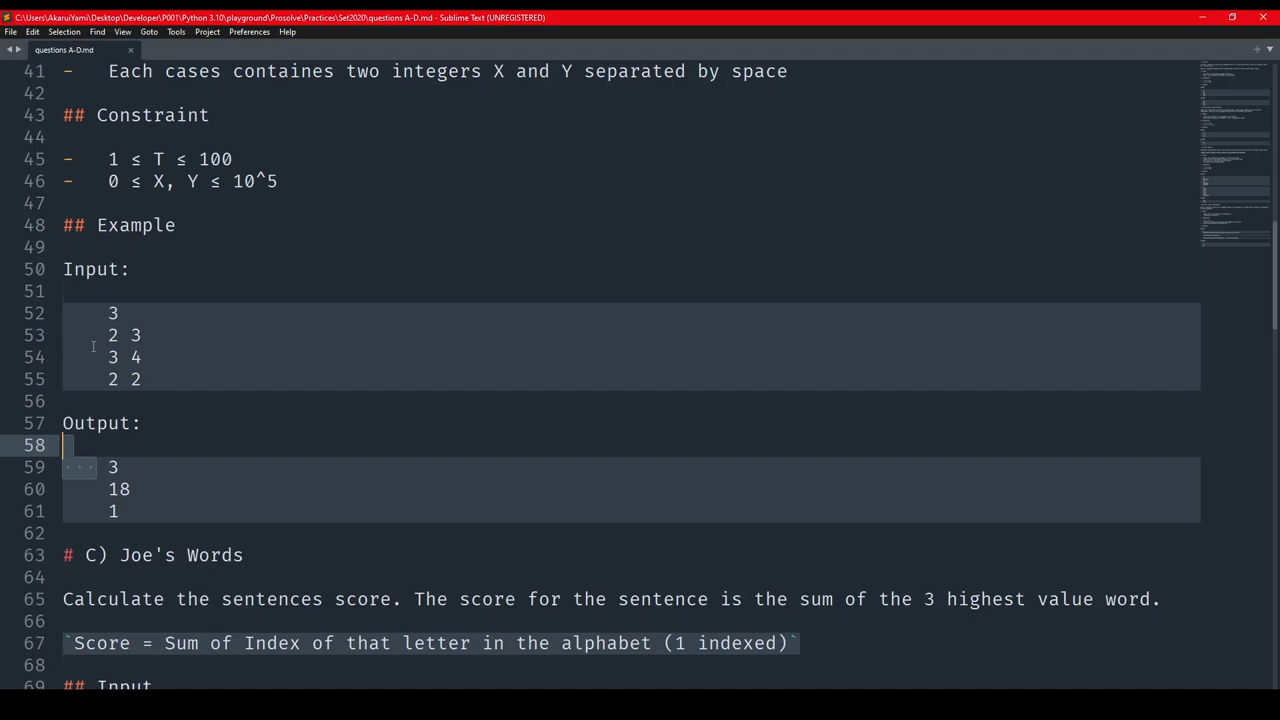 C:\Users\AkaruiYami\Desktop\Developer\P001\Python 3.10\playground\Prosolve\Practices\Set2020\questions A-D.md - Sublime Text (UNREGISTERED)
File Edit Selection Find View Goto Tools Project Preferences Help
questions A-D.md
41 - Each cases containes two integers X and Y separated by space
42
43 ## Constraint
44
45 - 1 ≤ T ≤ 100
46 - 0 ≤ X, Y ≤ 10^5
47
48 ## Example
49
50 Input:
51
52 3
53 2 3
54 3 4
55 2 2
56
57 Output:
58
59 3
60 18
61 1
62
63 # C) Joe's Words
64
65 Calculate the sentences score. The score for the sentence is the sum of the 3 highest value word.
66
67 `Score = Sum of Index of that letter in the alphabet (1 indexed)`
68
69 ## Input